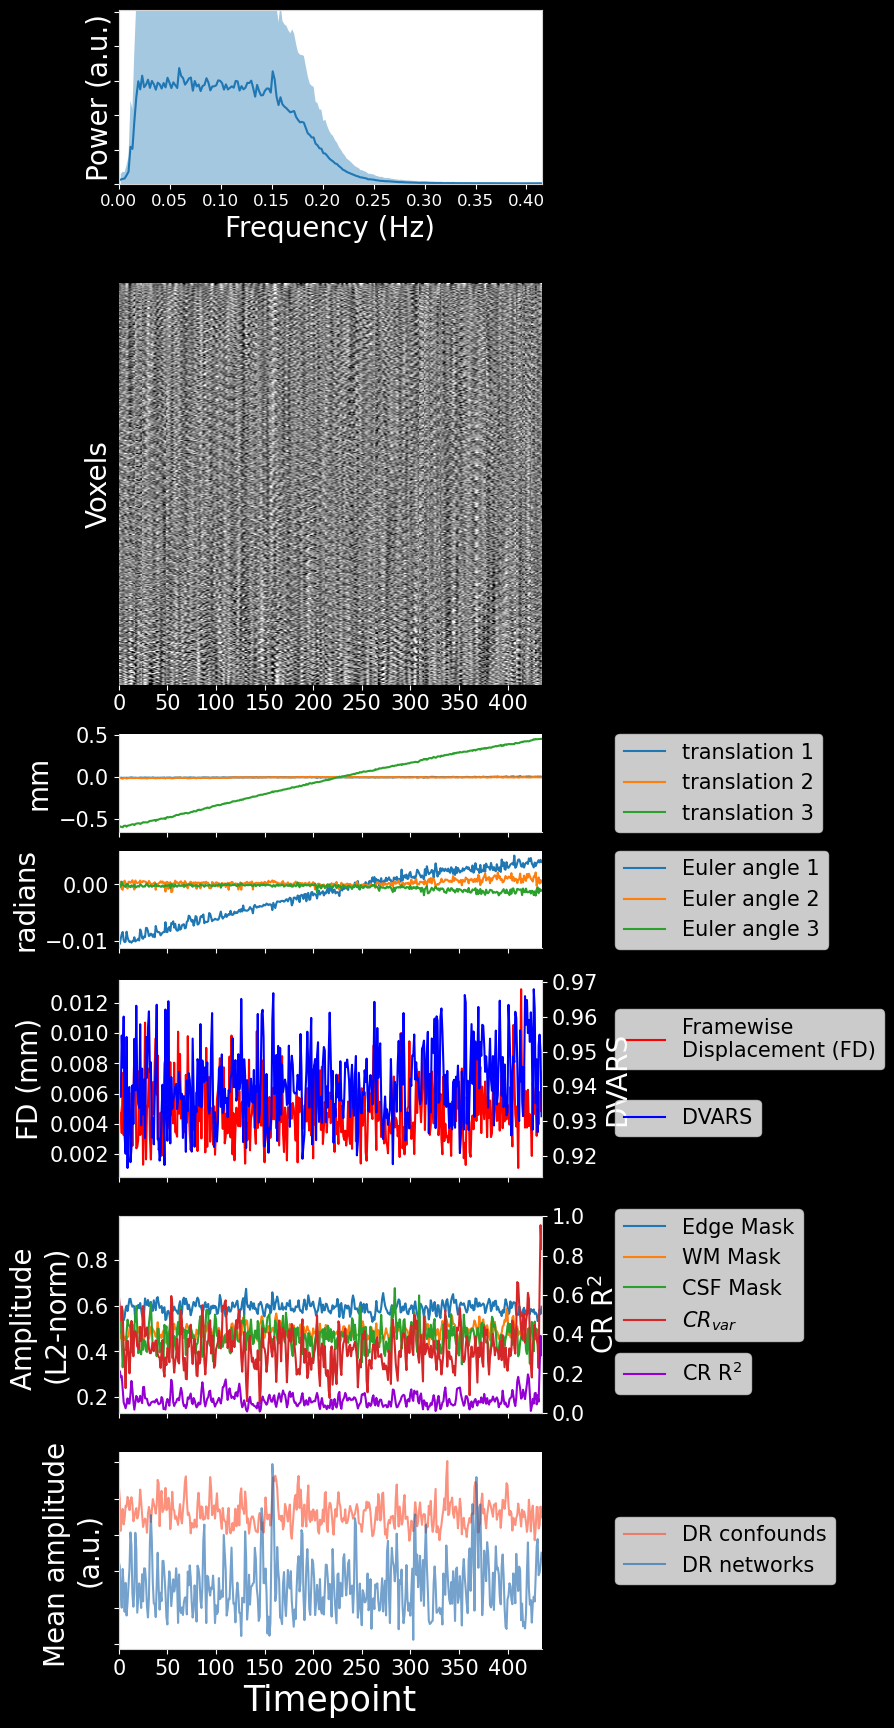 Power (a.u.)
0.00 0.05 0.10 0.15 0.20 0.25 0.30 0.35 0.40
Frequency (Hz)
Voxels
0 50 100 150 200 250 300 350 400
mm
0.5
0.0
−0.5
translation 1
translation 2
translation 3
radians
0.00
−0.01
Euler angle 1
Euler angle 2
Euler angle 3
FD (mm)
0.012
0.010
0.008
0.006
0.004
0.002
0.97
0.96
0.95
0.94
0.93
0.92
DVARS
Framewise
Displacement (FD)
DVARS
Amplitude
(L2-norm)
0.8
0.6
0.4
0.2
1.0
0.8
0.6
0.4
0.2
0.0
CR R²
Edge Mask
WM Mask
CSF Mask
CR_var
CR R²
Mean amplitude
(a.u.)
DR confounds
DR networks
0 50 100 150 200 250 300 350 400
Timepoint